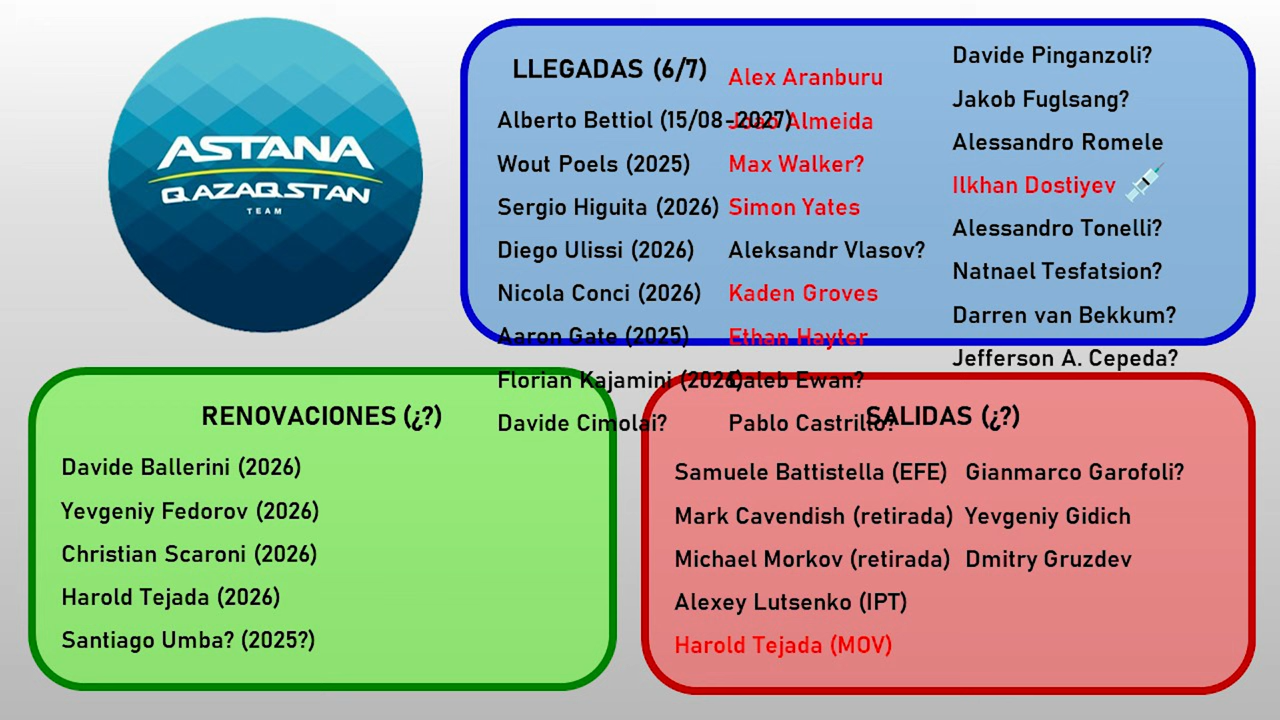 ASTANA
QAZAQSTAN
TEAM
LLEGADAS (6/7)
Alberto Bettiol (15/08-2027)
Wout Poels (2025)
Sergio Higuita (2026)
Diego Ulissi (2026)
Nicola Conci (2026)
Aaron Gate (2025)
Florian Kajamini (2026)
Davide Cimolai?
Alex Aranburu
Joao Almeida
Max Walker?
Simon Yates
Aleksandr Vlasov?
Kaden Groves
Ethan Hayter
Caleb Ewan?
Pablo Castrillo?
Davide Pinganzoli?
Jakob Fuglsang?
Alessandro Romele
Ilkhan Dostiyev
Alessandro Tonelli?
Natnael Tesfatsion?
Darren van Bekkum?
Jefferson A. Cepeda?
RENOVACIONES (¿?)
Davide Ballerini (2026)
Yevgeniy Fedorov (2026)
Christian Scaroni (2026)
Harold Tejada (2026)
Santiago Umba? (2025?)
SALIDAS (¿?)
Samuele Battistella (EFE)
Mark Cavendish (retirada)
Michael Morkov (retirada)
Alexey Lutsenko (IPT)
Harold Tejada (MOV)
Gianmarco Garofoli?
Yevgeniy Gidich
Dmitry Gruzdev